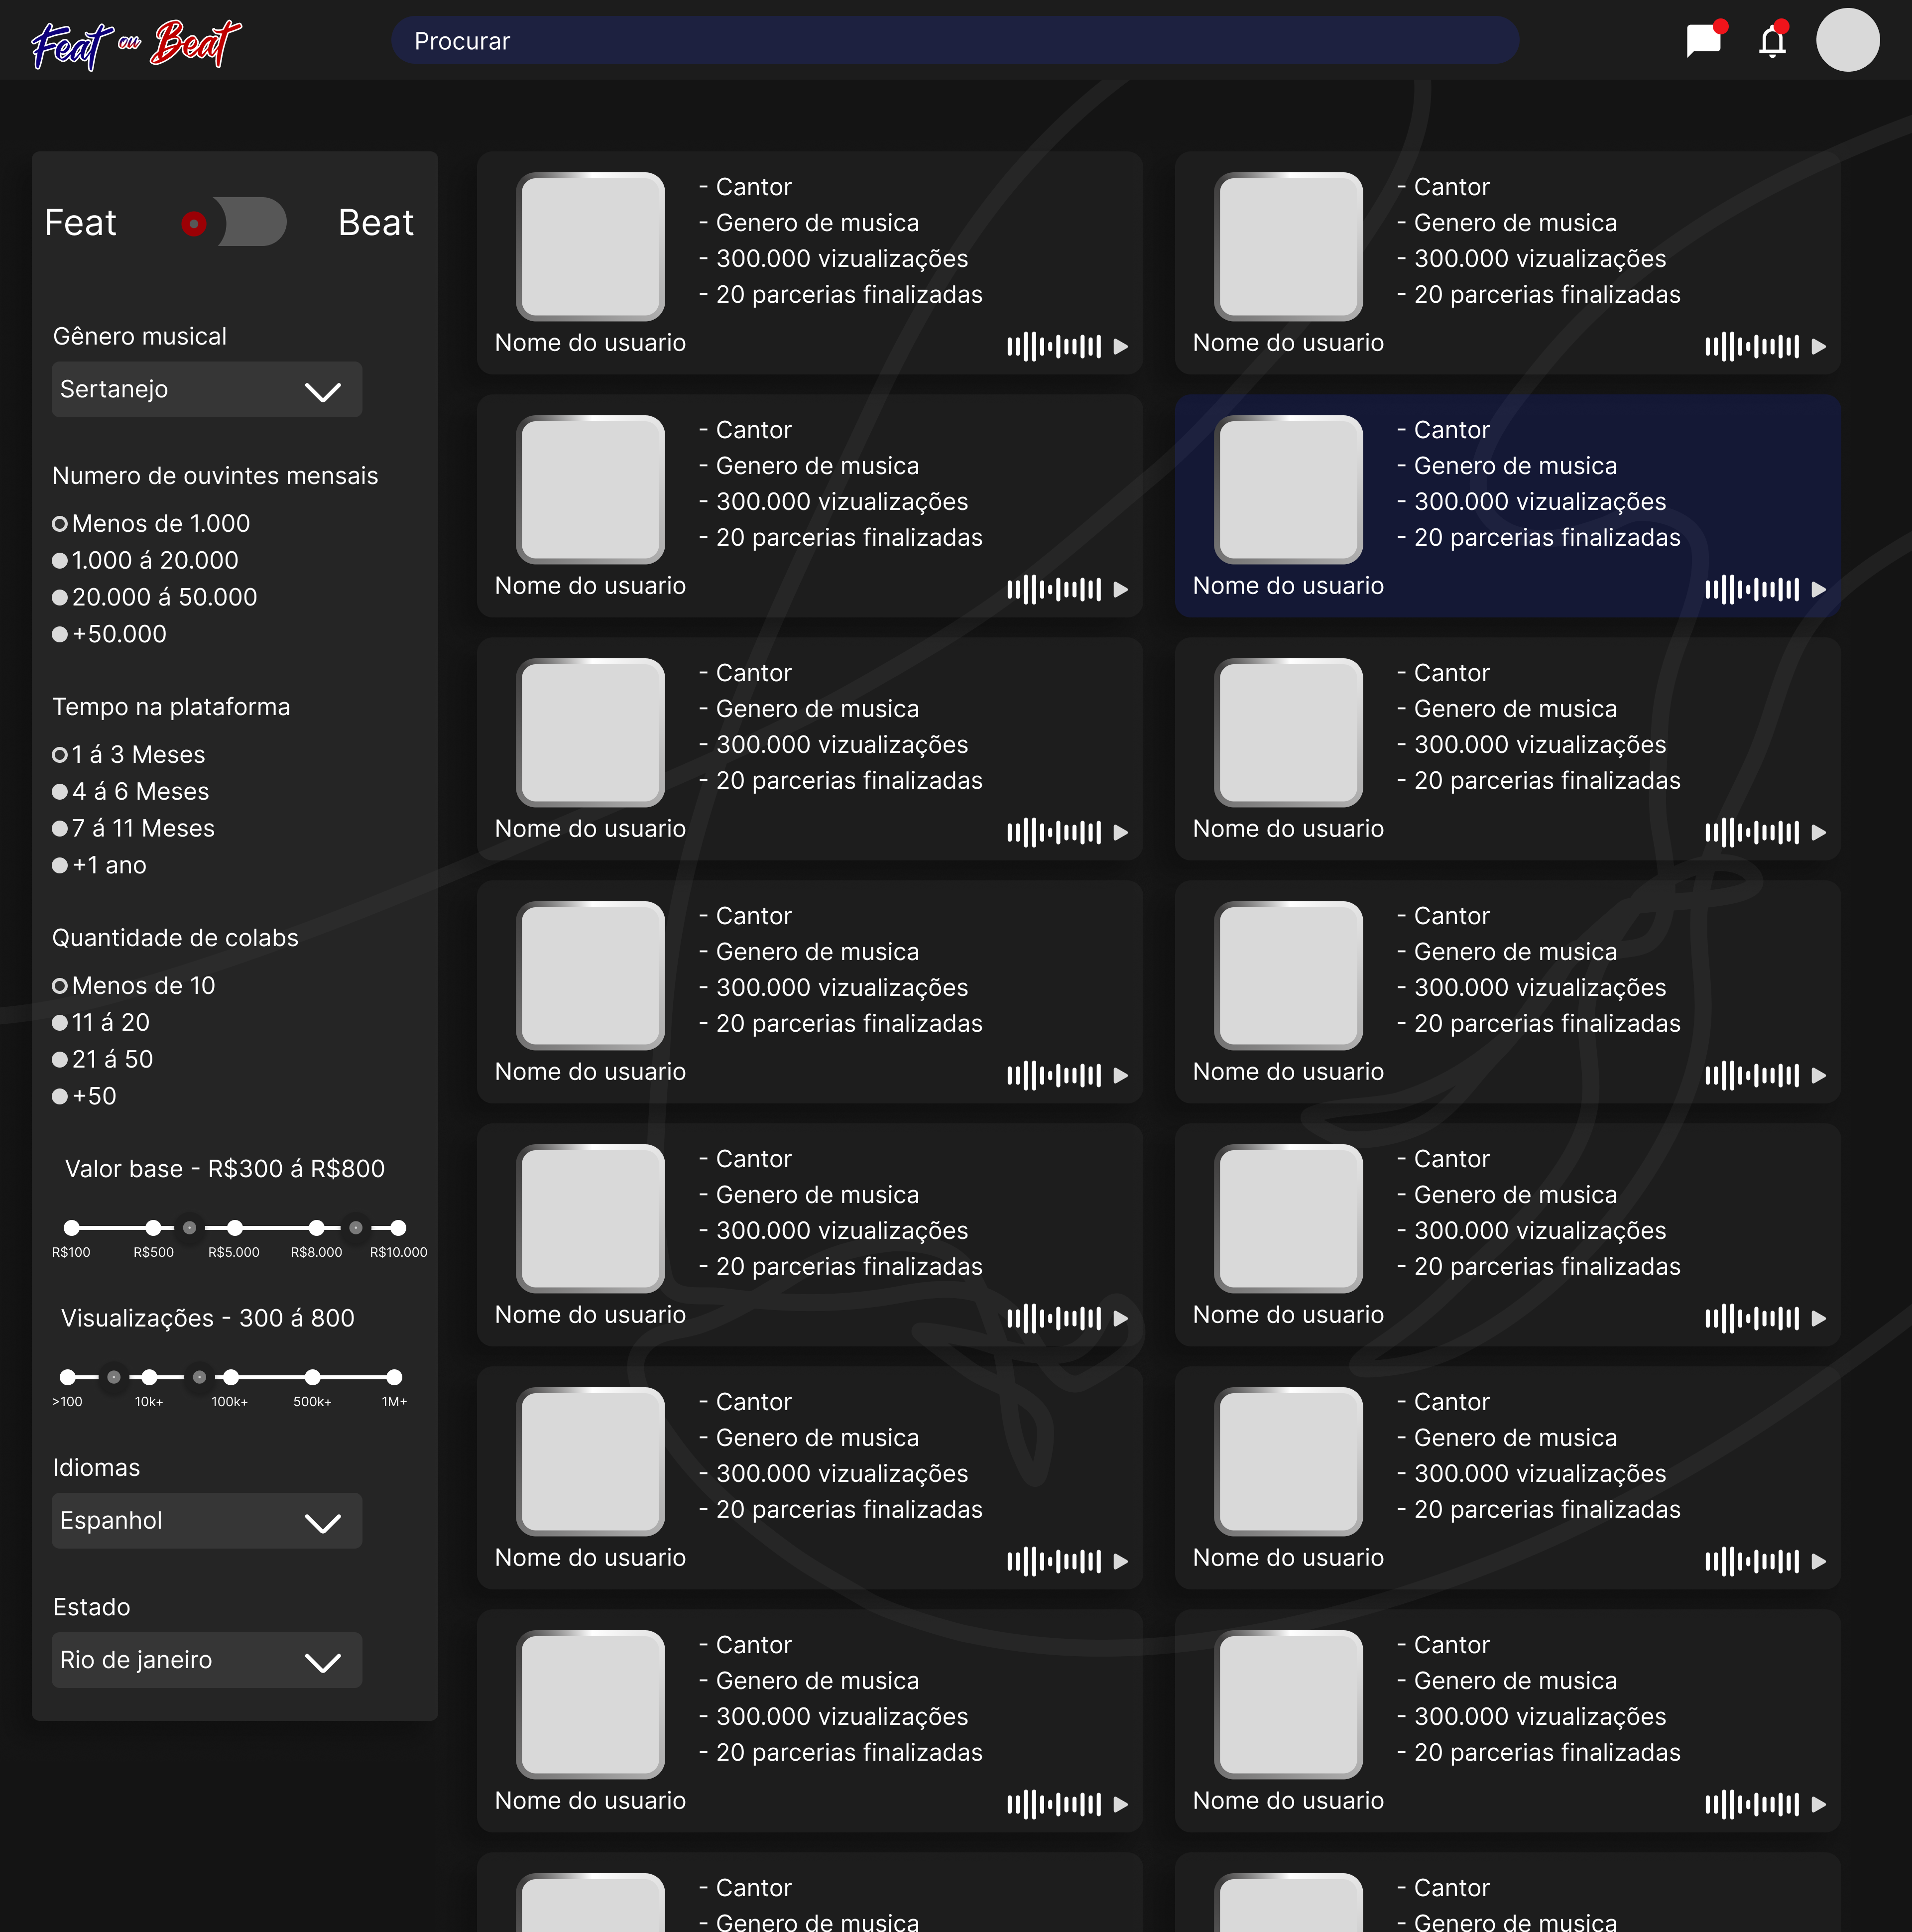 Feat ou Beat
Procurar
Feat
Beat
Gênero musical
Sertanejo
Numero de ouvintes mensais
Menos de 1.000
1.000 á 20.000
20.000 á 50.000
+50.000
Tempo na plataforma
1 á 3 Meses
4 á 6 Meses
7 á 11 Meses
+1 ano
Quantidade de colabs
Menos de 10
11 á 20
21 á 50
+50
Valor base - R$300 á R$800
R$100 R$500 R$5.000 R$8.000 R$10.000
Visualizações - 300 á 800
>100 10k+ 100k+ 500k+ 1M+
Idiomas
Espanhol
Estado
Rio de janeiro
- Cantor
- Genero de musica
- 300.000 vizualizações
- 20 parcerias finalizadas
Nome do usuario
- Cantor
- Genero de musica
- 300.000 vizualizações
- 20 parcerias finalizadas
Nome do usuario
- Cantor
- Genero de musica
- 300.000 vizualizações
- 20 parcerias finalizadas
Nome do usuario
- Cantor
- Genero de musica
- 300.000 vizualizações
- 20 parcerias finalizadas
Nome do usuario
- Cantor
- Genero de musica
- 300.000 vizualizações
- 20 parcerias finalizadas
Nome do usuario
- Cantor
- Genero de musica
- 300.000 vizualizações
- 20 parcerias finalizadas
Nome do usuario
- Cantor
- Genero de musica
- 300.000 vizualizações
- 20 parcerias finalizadas
Nome do usuario
- Cantor
- Genero de musica
- 300.000 vizualizações
- 20 parcerias finalizadas
Nome do usuario
- Cantor
- Genero de musica
- 300.000 vizualizações
- 20 parcerias finalizadas
Nome do usuario
- Cantor
- Genero de musica
- 300.000 vizualizações
- 20 parcerias finalizadas
Nome do usuario
- Cantor
- Genero de musica
- 300.000 vizualizações
- 20 parcerias finalizadas
Nome do usuario
- Cantor
- Genero de musica
- 300.000 vizualizações
- 20 parcerias finalizadas
Nome do usuario
- Cantor
- Genero de musica
- 300.000 vizualizações
- 20 parcerias finalizadas
Nome do usuario
- Cantor
- Genero de musica
- 300.000 vizualizações
- 20 parcerias finalizadas
Nome do usuario
- Cantor
- Genero de musica
- Cantor
- Genero de musica